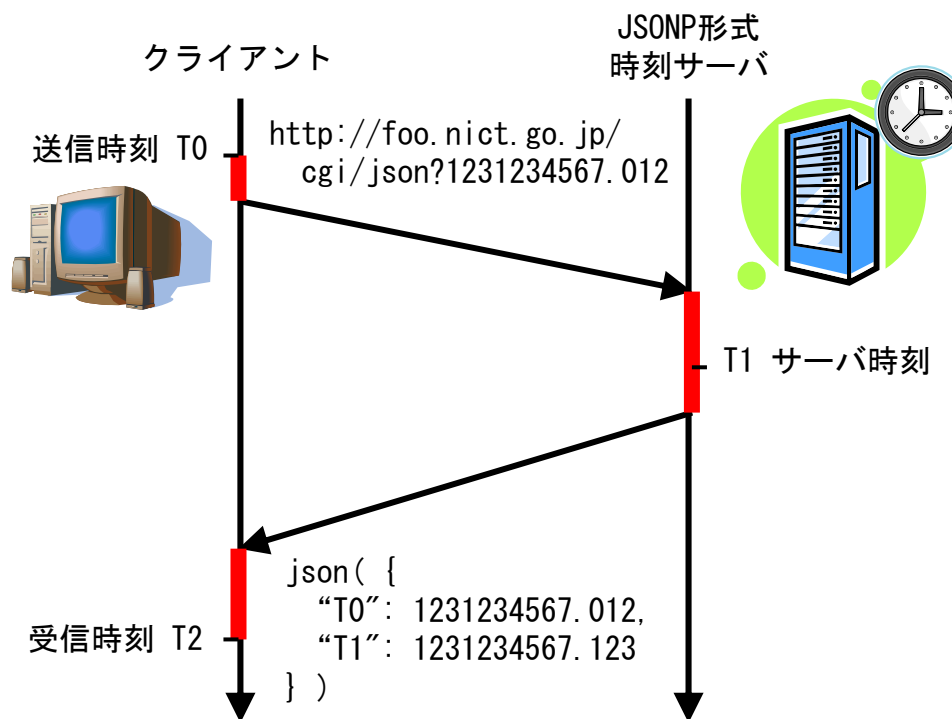 クライアント
JSONP形式
時刻サーバ
送信時刻 T0
http://foo.nict.go.jp/
cgi/json?1231234567.012
T1 サーバ時刻
json( {
“T0”: 1231234567.012,
“T1”: 1231234567.123
} )
受信時刻 T2